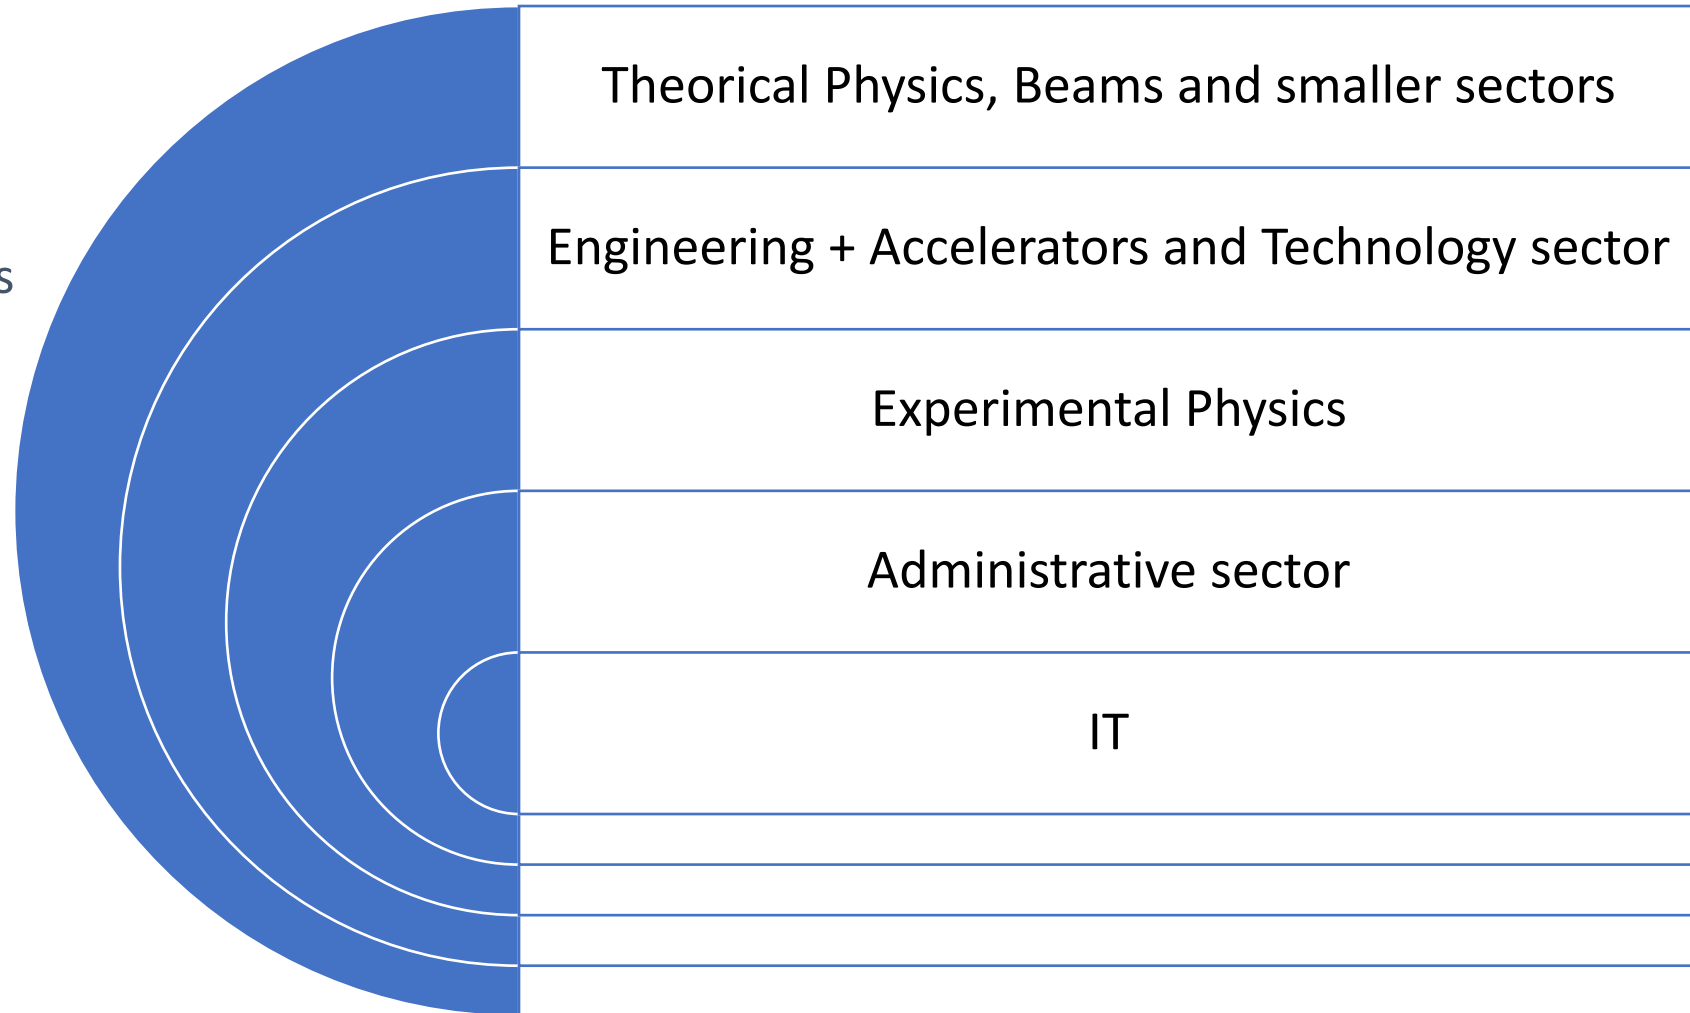 Theorical Physics, Beams and smaller sectors
Engineering + Accelerators and Technology sector
s
Experimental Physics
Administrative sector
IT